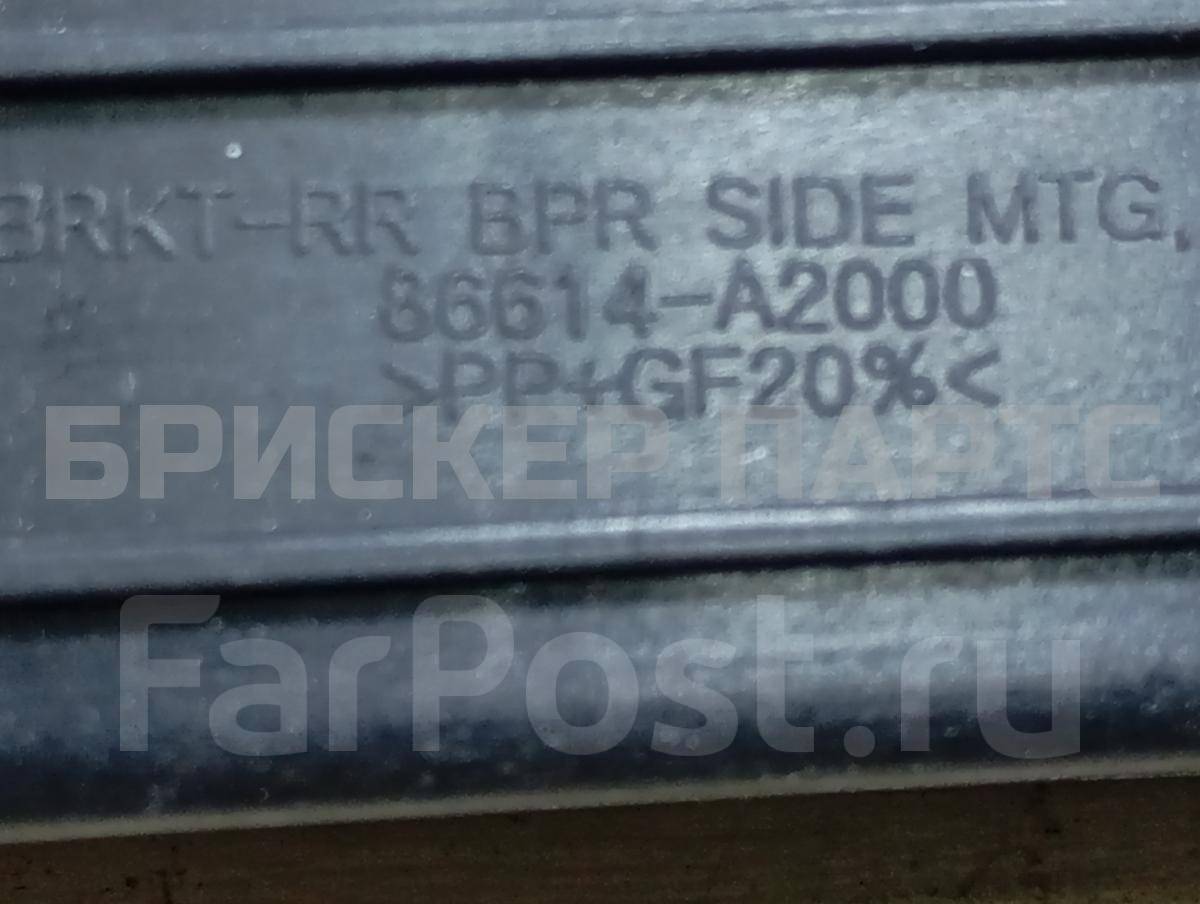 BRKT-RR BPR SIDE MTG,
86614-A2000
>PP+GF20%<
БРИСКЕР ПАРТС
FarPost.ru